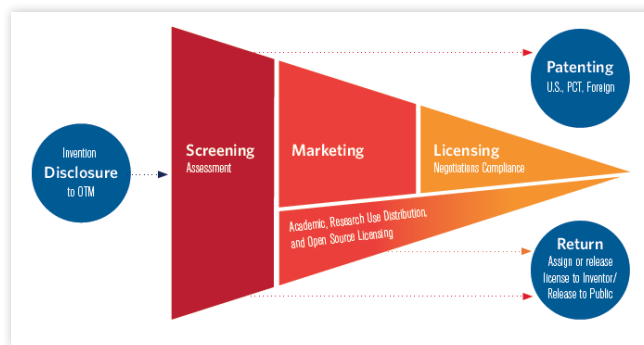 Invention
Disclosure
to OTM
Screening
Assessment
Marketing
Licensing
Negotiations Compliance
Academic, Research Use Distribution,
and Open Source Licensing
Patenting
U.S., PCT, Foreign
Return
Assign or release
license to Inventor/
Release to Public